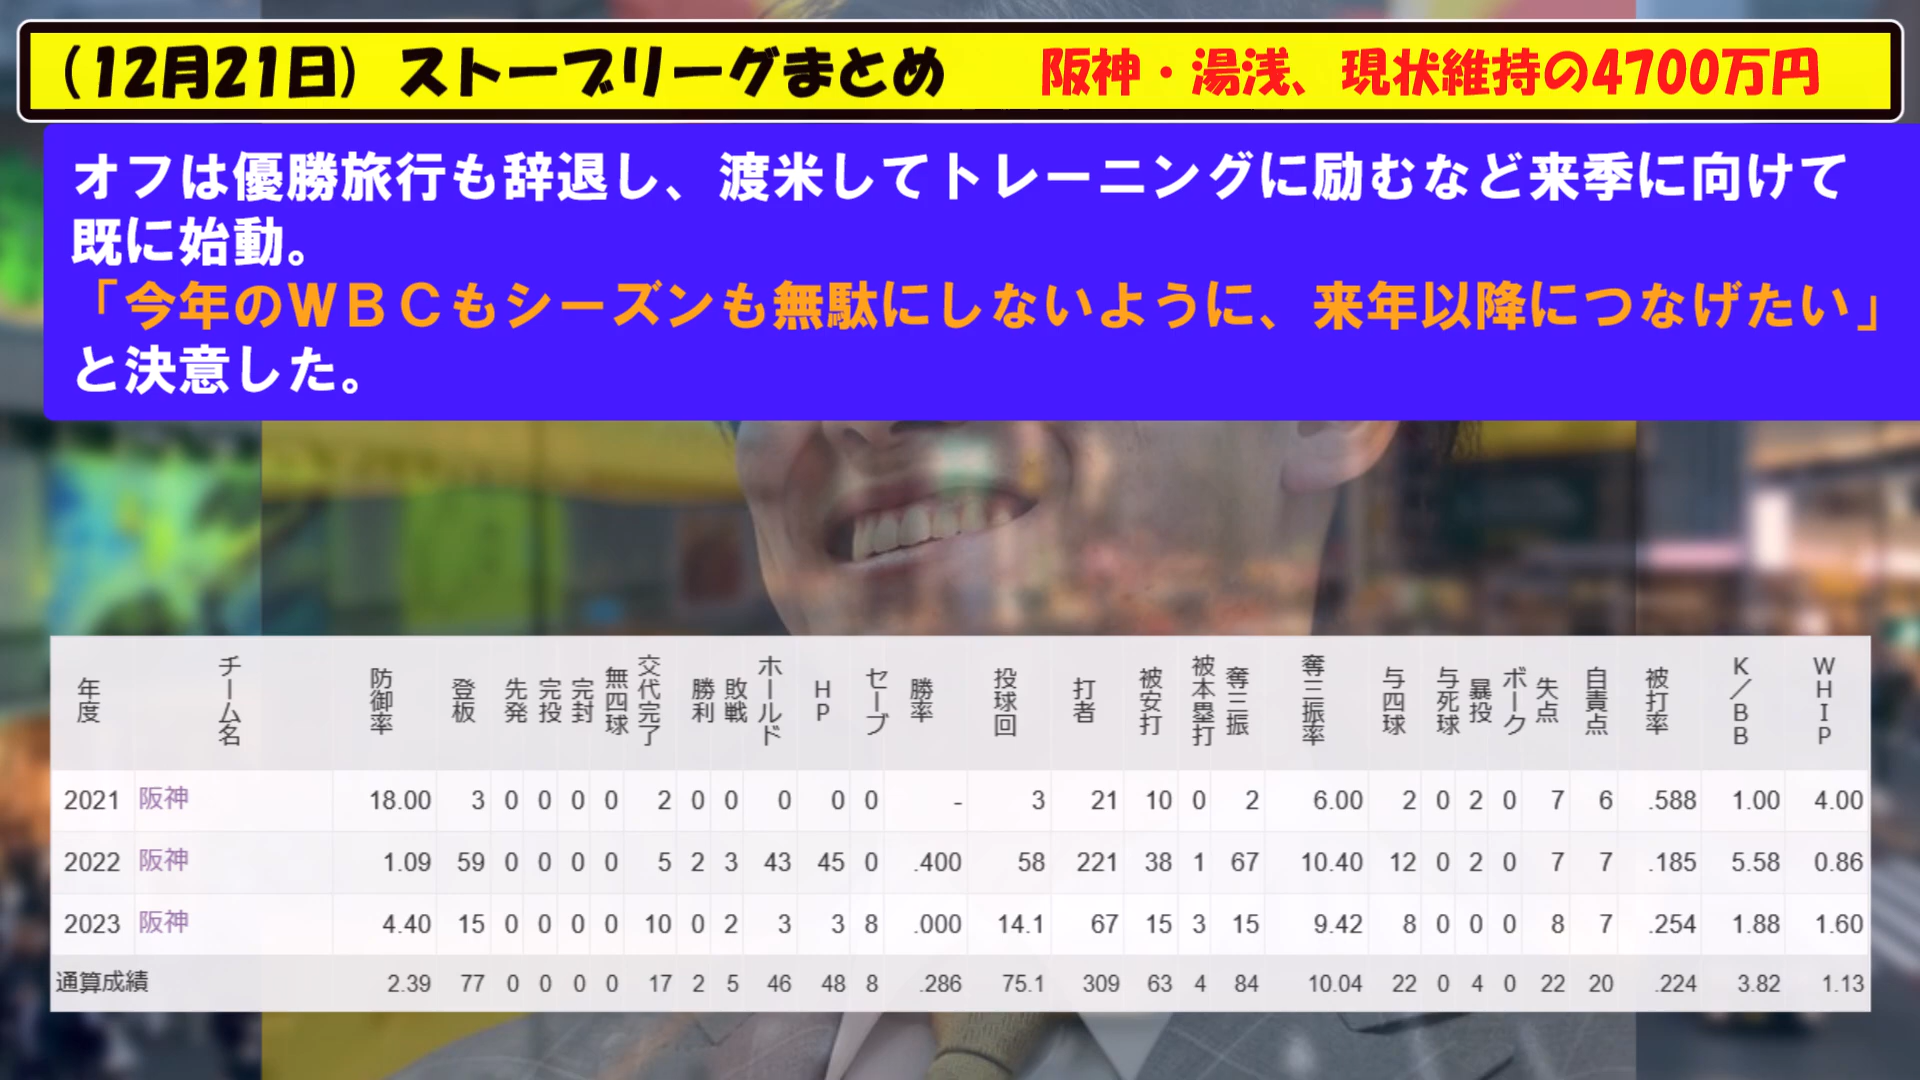 (12月21日) ストーブリーグまとめ 阪神・湯浅、現状維持の4700万円
オフは優勝旅行も辞退し、渡米してトレーニングに励むなど来季に向けて
既に始動。
「今年のWBCもシーズンも無駄にしないように、来年以降につなげたい」
と決意した。
年度 チーム名 防御率 登板 先発 完投 完封 無四球 交代完了 勝利 敗戦 ホールド HP セーブ 勝率 投球回 打者 被安打 被本塁打 奪三振 奪三振率 与四球 与死球 暴投 ボーク 失点 自責点 被打率 K/BB WHIP
2021 阪神 18.00 3 0 0 0 0 2 0 0 0 0 0 - 3 21 10 0 2 6.00 2 0 2 0 7 6 .588 1.00 4.00
2022 阪神 1.09 59 0 0 0 0 5 2 3 43 45 0 .400 58 221 38 1 67 10.40 12 0 2 0 7 7 .185 5.58 0.86
2023 阪神 4.40 15 0 0 0 0 10 0 2 3 3 8 .000 14.1 67 15 3 15 9.42 8 0 0 0 8 7 .254 1.88 1.60
通算成績 2.39 77 0 0 0 0 17 2 5 46 48 8 .286 75.1 309 63 4 84 10.04 22 0 4 0 22 20 .224 3.82 1.13